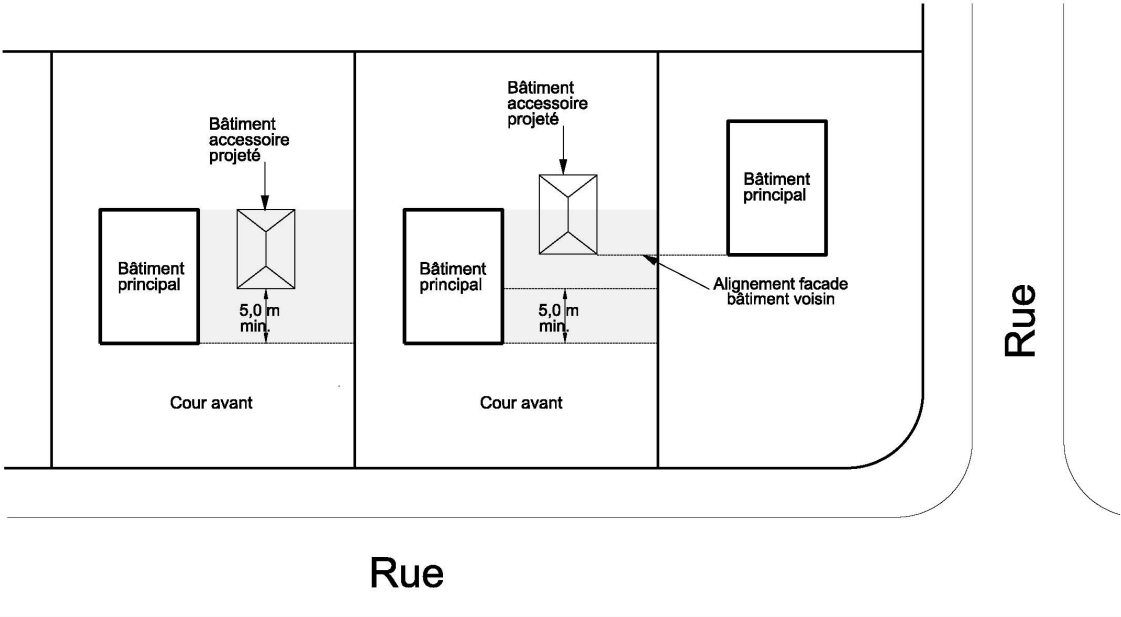 Bâtiment
accessoire
projeté
Bâtiment
accessoire
projeté
Bâtiment
principal
Bâtiment
principal
Bâtiment
principal
Alignement facade
bâtiment voisin
5,0 m
min.
5,0 m
min.
Cour avant
Cour avant
Rue
Rue